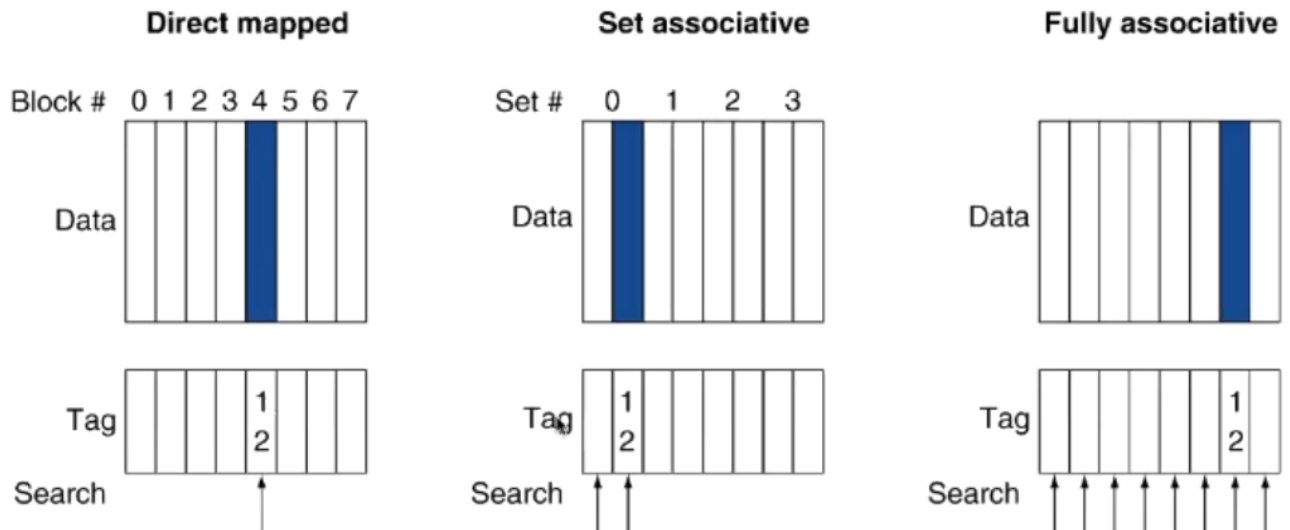 Direct mapped
Set associative
Fully associative
Block # 0 1 2 3 4 5 6 7
Set # 0 1 2 3
Data
Data
Data
Tag
1
2
Tag
1
2
Tag
1
2
Search
Search
Search